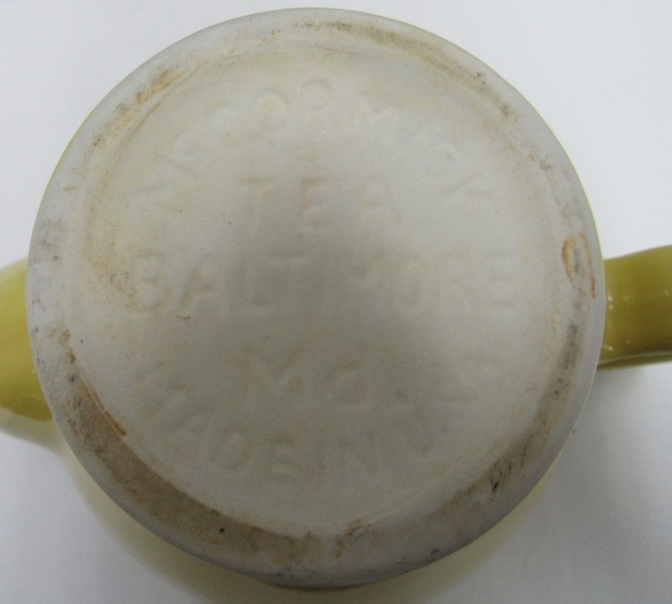 McCORMICK
TEA
BALTIMORE
Md.
MADE IN U.S.A